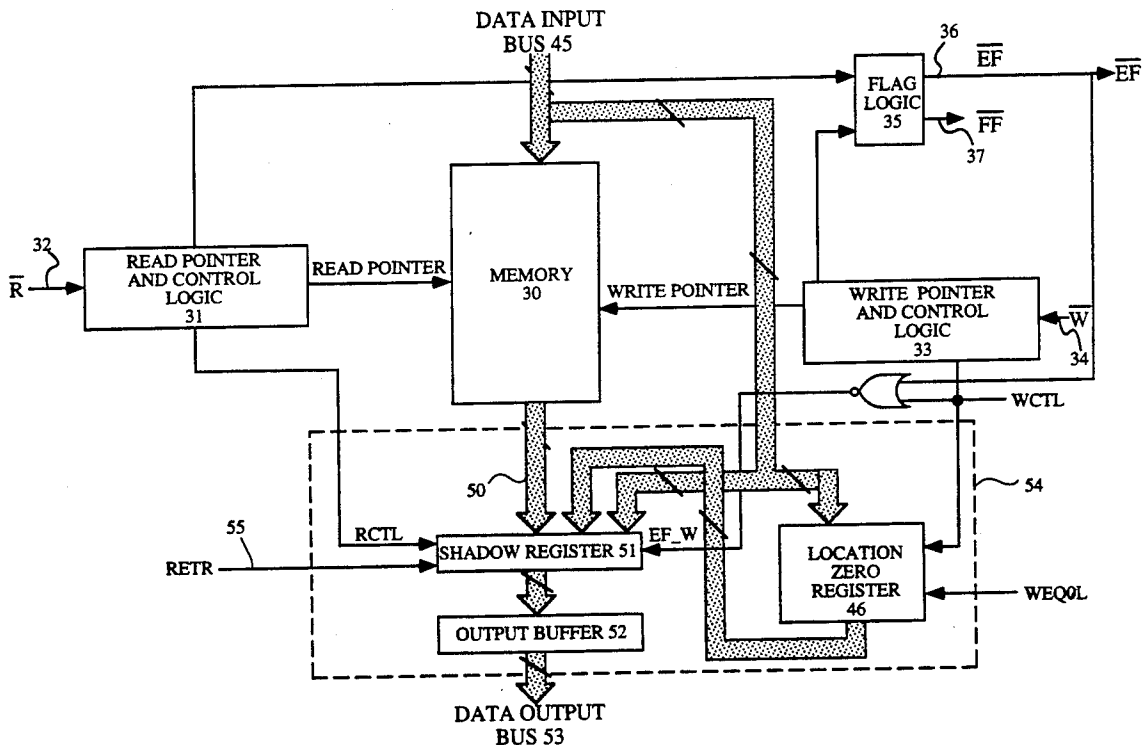 DATA INPUT
BUS 45
36
EF
EF
FLAG
LOGIC
35
FF
37
32
R
READ POINTER
AND CONTROL
LOGIC
31
READ POINTER
MEMORY
30
WRITE POINTER
WRITE POINTER
AND CONTROL
LOGIC
33
W
34
WCTL
50
54
RCTL
55
RETR
SHADOW REGISTER 51
EF_W
LOCATION
ZERO
REGISTER
46
WEQ0L
OUTPUT BUFFER 52
DATA OUTPUT
BUS 53